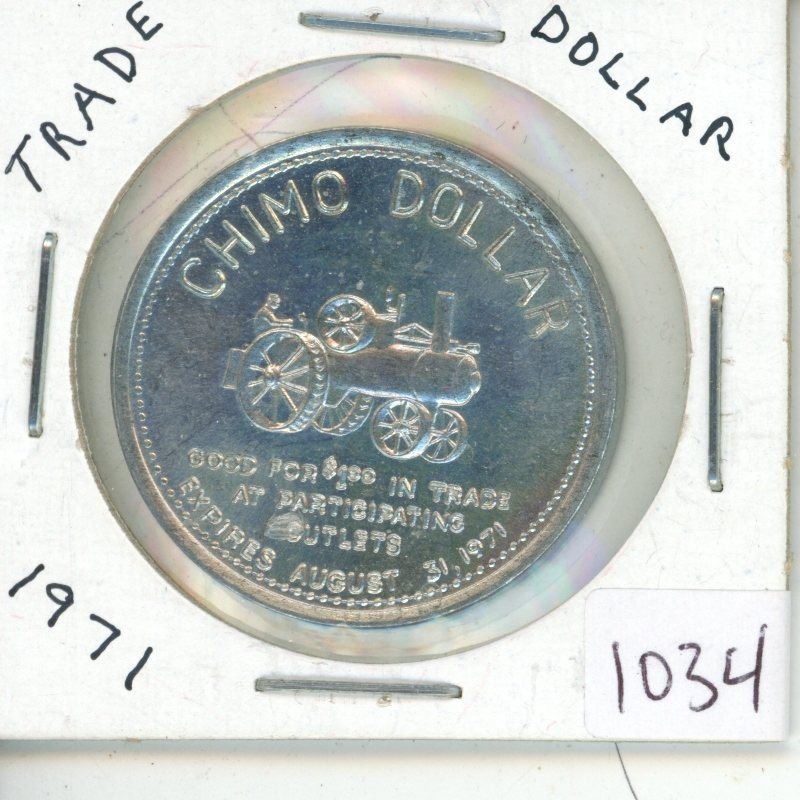 TRADE DOLLAR
CHIMO DOLLAR
GOOD FOR $1.00 IN TRADE
AT PARTICIPATING
OUTLETS
EXPIRES AUGUST 31, 1971
1971
1034